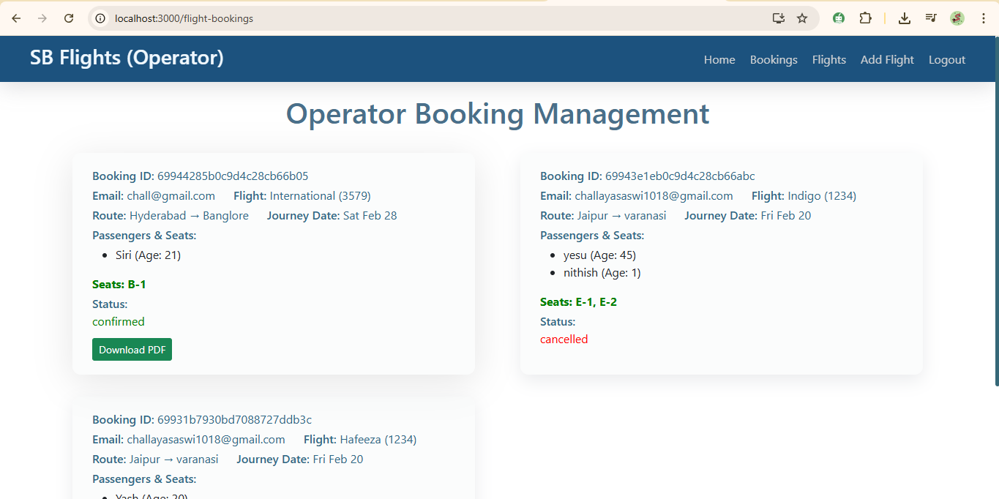 localhost:3000/flight-bookings
SB Flights (Operator)
Home Bookings Flights Add Flight Logout
Operator Booking Management
Booking ID: 69944285b0c9d4c28cb66b05
Email: chall@gmail.com Flight: International (3579)
Route: Hyderabad → Banglore Journey Date: Sat Feb 28
Passengers & Seats:
• Siri (Age: 21)
Seats: B-1
Status:
confirmed
Download PDF
Booking ID: 69943e1eb0c9d4c28cb66abc
Email: challayasaswi1018@gmail.com Flight: Indigo (1234)
Route: Jaipur → varanasi Journey Date: Fri Feb 20
Passengers & Seats:
• yesu (Age: 45)
• nithish (Age: 1)
Seats: E-1, E-2
Status:
cancelled
Booking ID: 69931b7930bd7088727ddb3c
Email: challayasaswi1018@gmail.com Flight: Hafeeza (1234)
Route: Jaipur → varanasi Journey Date: Fri Feb 20
Passengers & Seats:
• Yash (Age: 20)